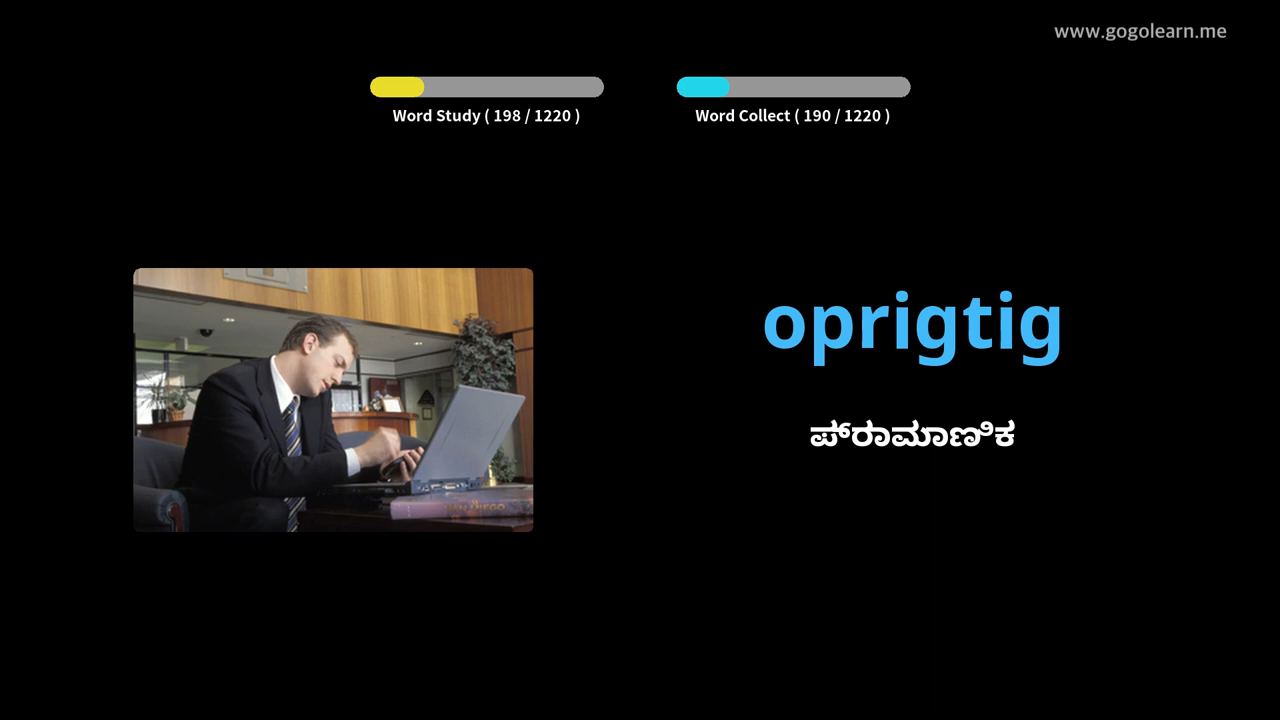 www.gogolearn.me
Word Study ( 198 / 1220 )
Word Collect ( 190 / 1220 )
oprigtig
ಪ್ರಾಮಾಣಿಕ